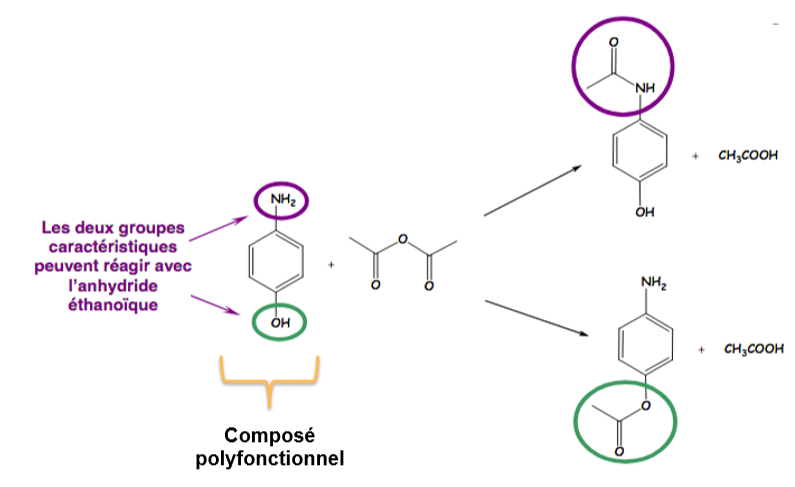 O
NH
+ CH₃COOH
OH
NH₂
Les deux groupes
caractéristiques
peuvent réagir avec
l'anhydride
éthanoïque
OH
+
O
O
O
Composé
polyfonctionnel
NH₂
+ CH₃COOH
O
O